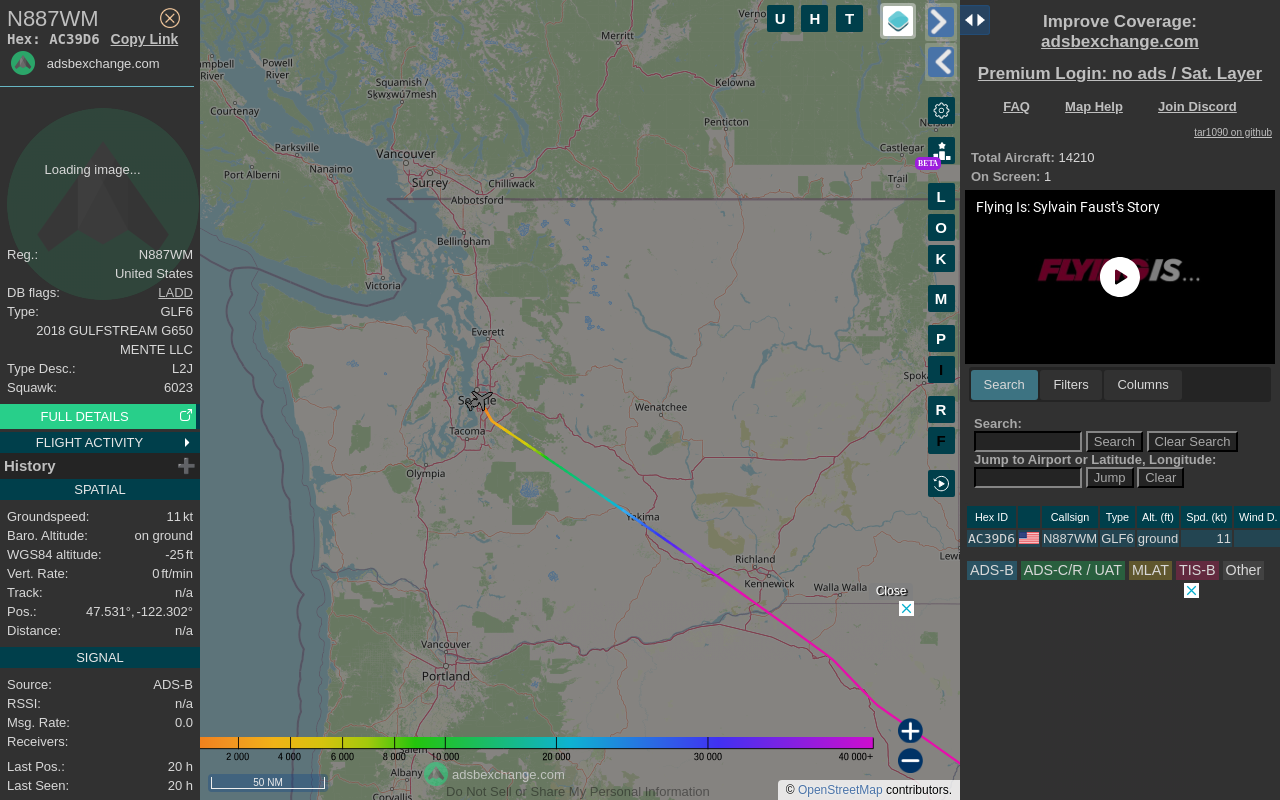 N887WM
Hex: AC39D6 Copy Link
adsbexchange.com
Loading image...
Reg.: N887WM
United States
DB flags: LADD
Type: GLF6
2018 GULFSTREAM G650
MENTE LLC
Type Desc.: L2J
Squawk: 6023
FULL DETAILS
FLIGHT ACTIVITY
History
SPATIAL
Groundspeed: 11 kt
Baro. Altitude: on ground
WGS84 altitude: -25 ft
Vert. Rate: 0 ft/min
Track: n/a
Pos.: 47.531°, -122.302°
Distance: n/a
SIGNAL
Source: ADS-B
RSSI: n/a
Msg. Rate: 0.0
Receivers:
Last Pos.: 20 h
Last Seen: 20 h
U H T
Merritt
Powell
River
River
Squamish /
Sḵwx̱wú7mesh
Kelowna
Courtenay
Penticton
Parksville
Vancouver
Castlegar
BETA
Nanaimo
Port Alberni
Surrey
Chilliwack
Trail
Abbotsford
L
O
Bellingham
K
Victoria
M
Everett
P
I
Wenatchee
R
Tacoma
F
Olympia
Yakima
Richland
Kennewick
Walla Walla
Close
Vancouver
Portland
2 000 4 000 6 000 8 000 10 000 20 000 30 000 40 000+
Albany
adsbexchange.com
50 NM
Do Not Sell or Share My Personal Information
Corvallis
© OpenStreetMap contributors.
Improve Coverage:
adsbexchange.com
Premium Login: no ads / Sat. Layer
FAQ Map Help Join Discord
tar1090 on github
Total Aircraft: 14210
On Screen: 1
Flying Is: Sylvain Faust's Story
FLYING IS...
Search Filters Columns
Search:
Search Clear Search
Jump to Airport or Latitude, Longitude:
Jump Clear
Hex ID Callsign Type Alt. (ft) Spd. (kt) Wind D.
AC39D6 N887WM GLF6 ground 11
ADS-B ADS-C/R / UAT MLAT TIS-B Other